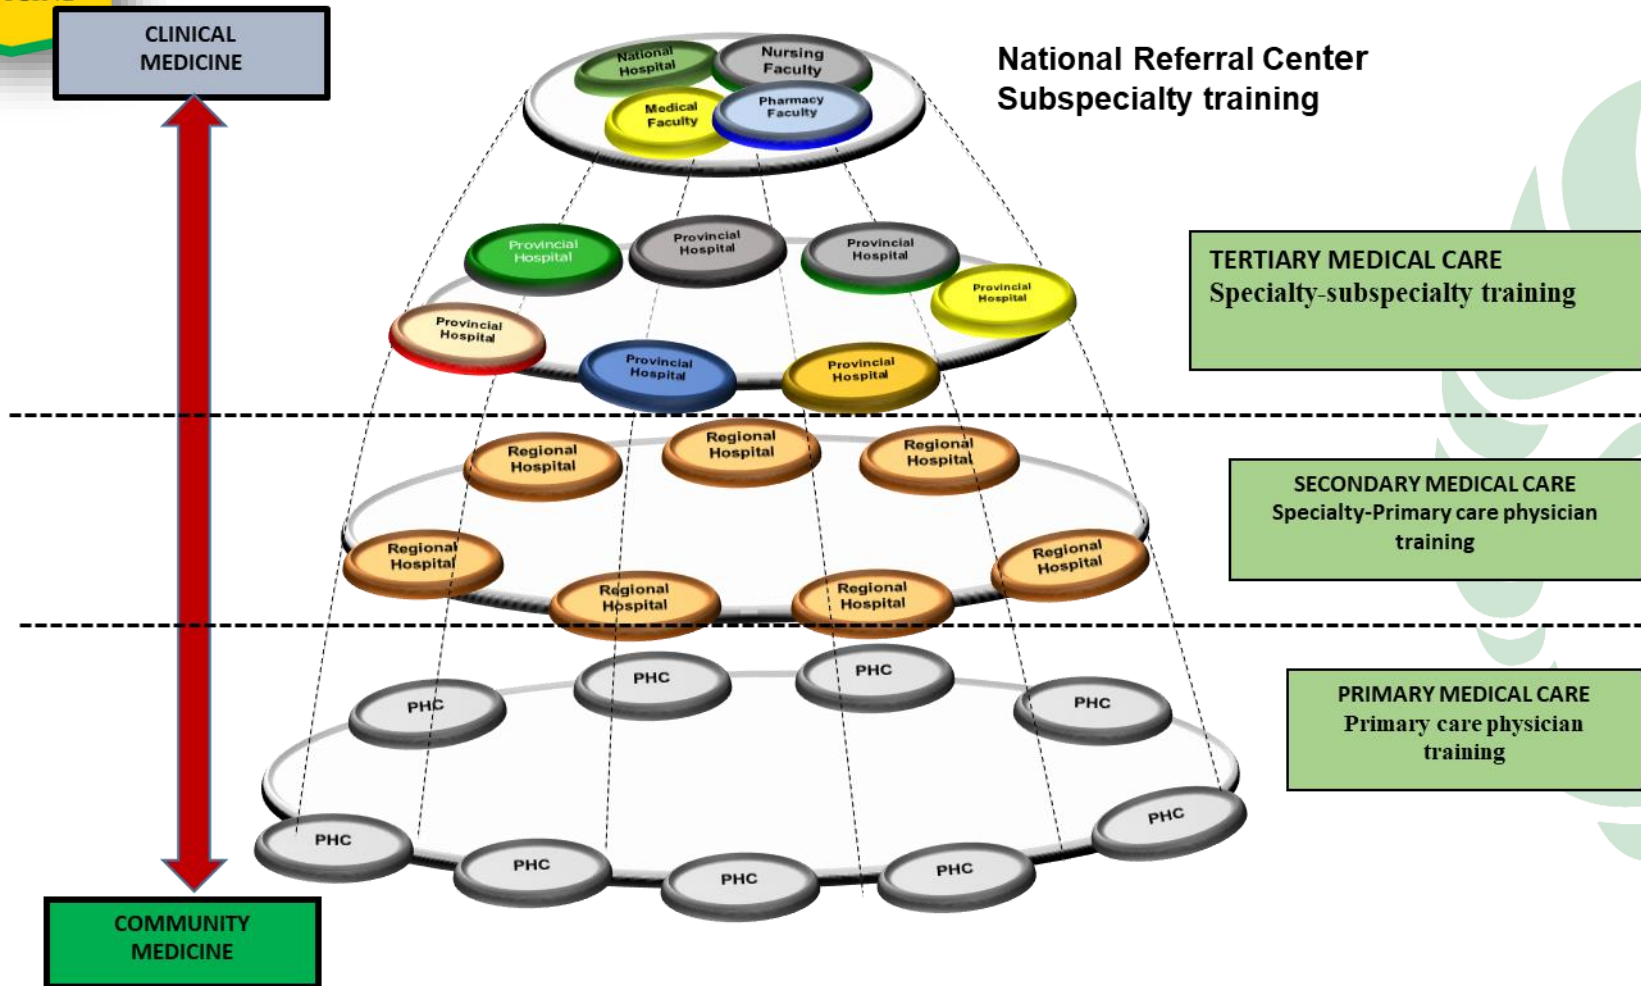 CLINICAL
MEDICINE
National
Hospital
Nursing
Faculty
Medical
Faculty
Pharmacy
Faculty
National Referral Center
Subspecialty training
Provincial
Hospital
Provincial
Hospital
Provincial
Hospital
Provincial
Hospital
Provincial
Hospital
Provincial
Hospital
Provincial
Hospital
TERTIARY MEDICAL CARE
Specialty-subspecialty training
Regional
Hospital
Regional
Hospital
Regional
Hospital
Regional
Hospital
Regional
Hospital
Regional
Hospital
Regional
Hospital
SECONDARY MEDICAL CARE
Specialty-Primary care physician
training
PHC
PHC
PHC
PHC
PHC
PHC
PHC
PHC
PHC
PRIMARY MEDICAL CARE
Primary care physician
training
COMMUNITY
MEDICINE